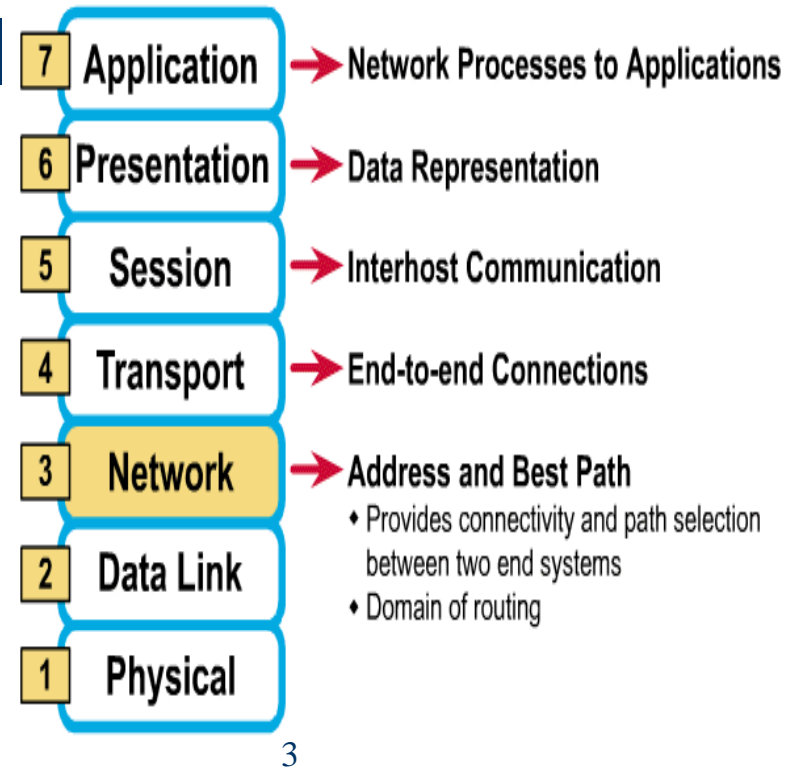 7 Application Network Processes to Applications
6 Presentation Data Representation
5 Session Interhost Communication
4 Transport End-to-end Connections
3 Network Address and Best Path
• Provides connectivity and path selection
between two end systems
2 Data Link
• Domain of routing
1 Physical
3